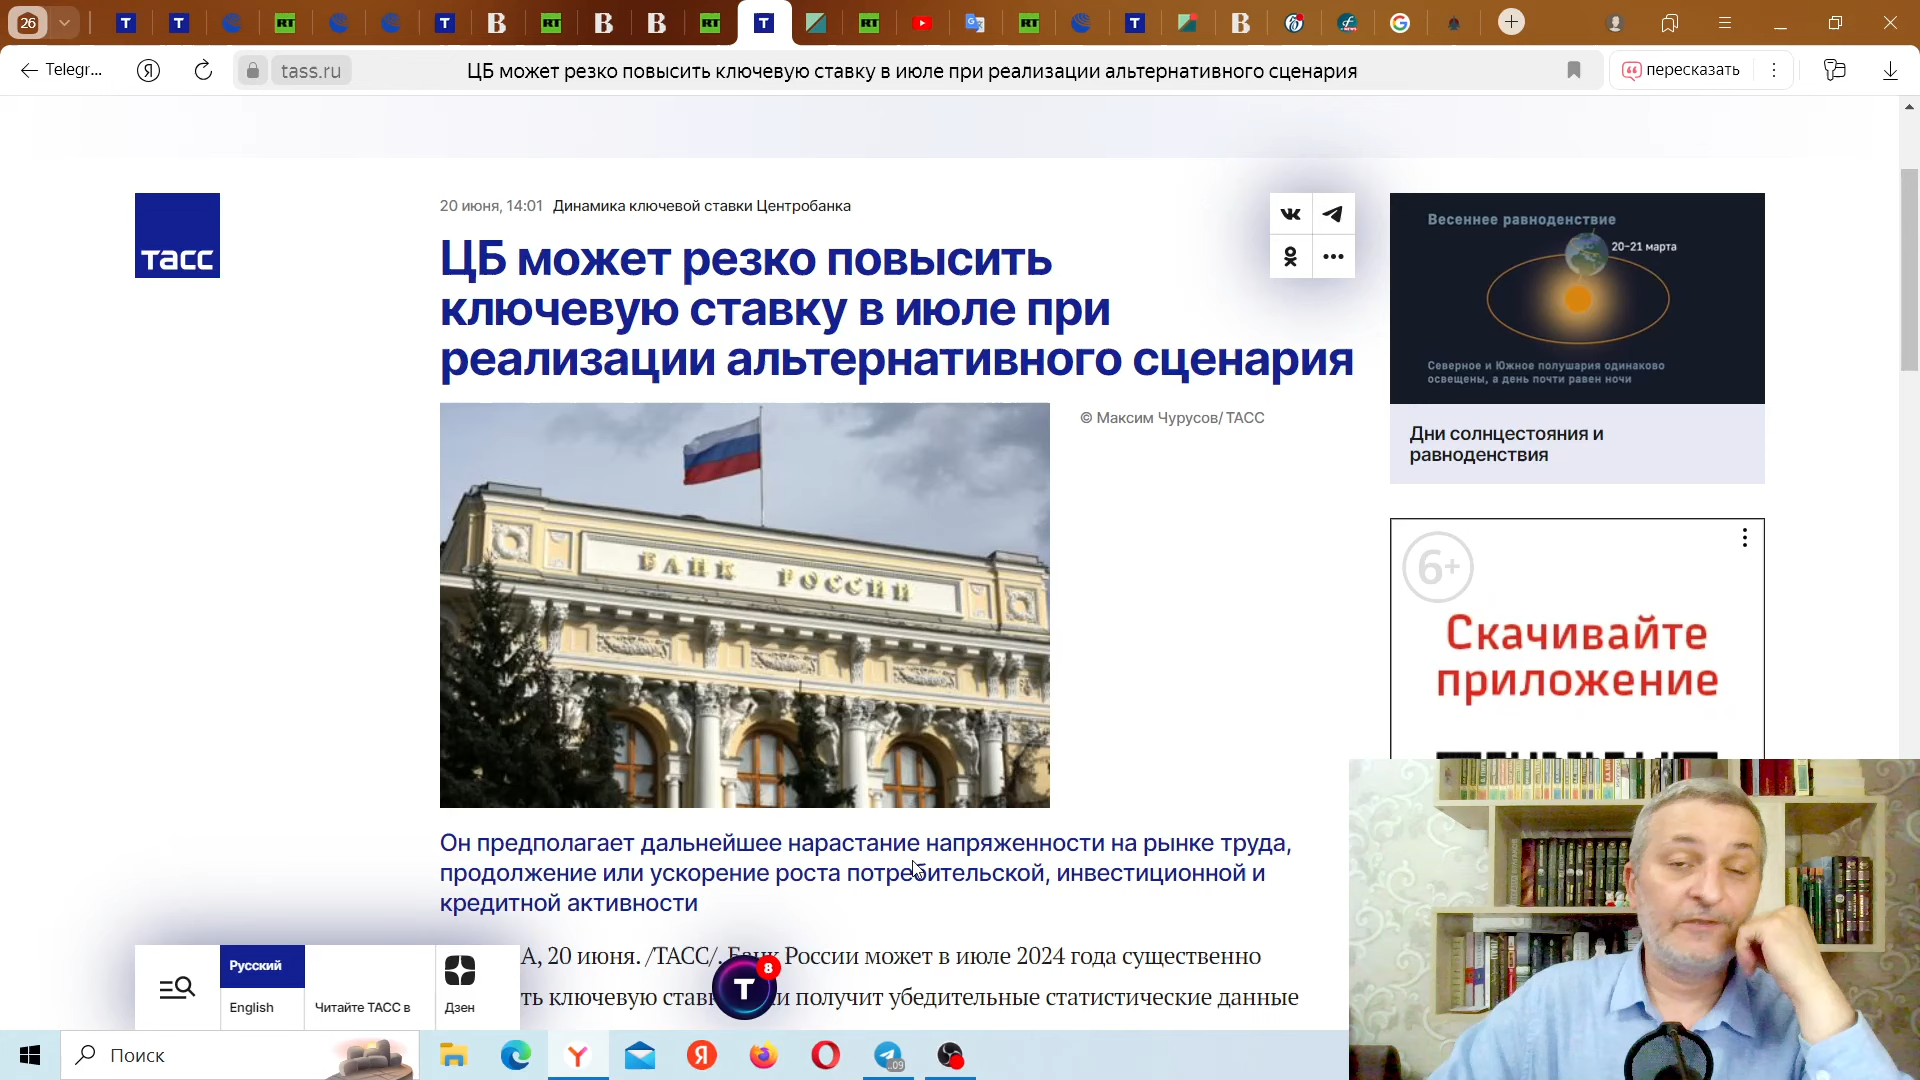 26
Telegr...
tass.ru
ЦБ может резко повысить ключевую ставку в июле при реализации альтернативного сценария
пересказать
ТАСС
20 июня, 14:01 Динамика ключевой ставки Центробанка
ЦБ может резко повысить
ключевую ставку в июле при
реализации альтернативного сценария
© Максим Чурусов/ ТАСС
БАНК РОССИИ
Весеннее равноденствие
20–21 марта
Северное и Южное полушария одинаково
освещены, а день почти равен ночи
Дни солнцестояния и
равноденствия
6+
Скачивайте
приложение
Он предполагает дальнейшее нарастание напряженности на рынке труда,
продолжение или ускорение роста потребительской, инвестиционной и
кредитной активности
А, 20 июня. /ТАСС/. Банк России может в июле 2024 года существенно
ть ключевую став и получит убедительные статистические данные
Русский
English
Читайте ТАСС в
Дзен
T
8
Поиск
.09